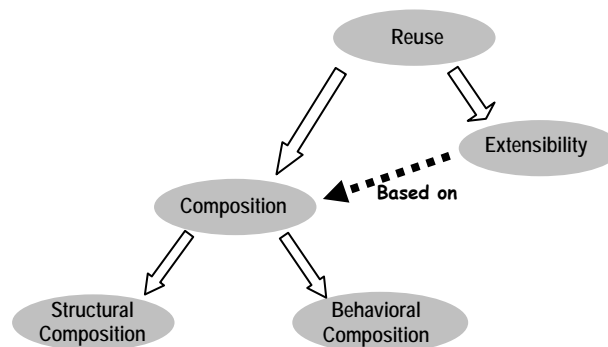 Reuse
Extensibility
Based on
Composition
Structural
Composition
Behavioral
Composition